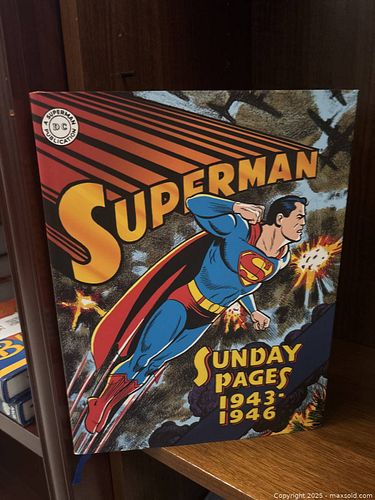 A SUPERMAN
DC
PUBLICATION
SUPERMAN
S
SUNDAY
PAGES
1943-
1946
Copyright 2025 - maxsold.com